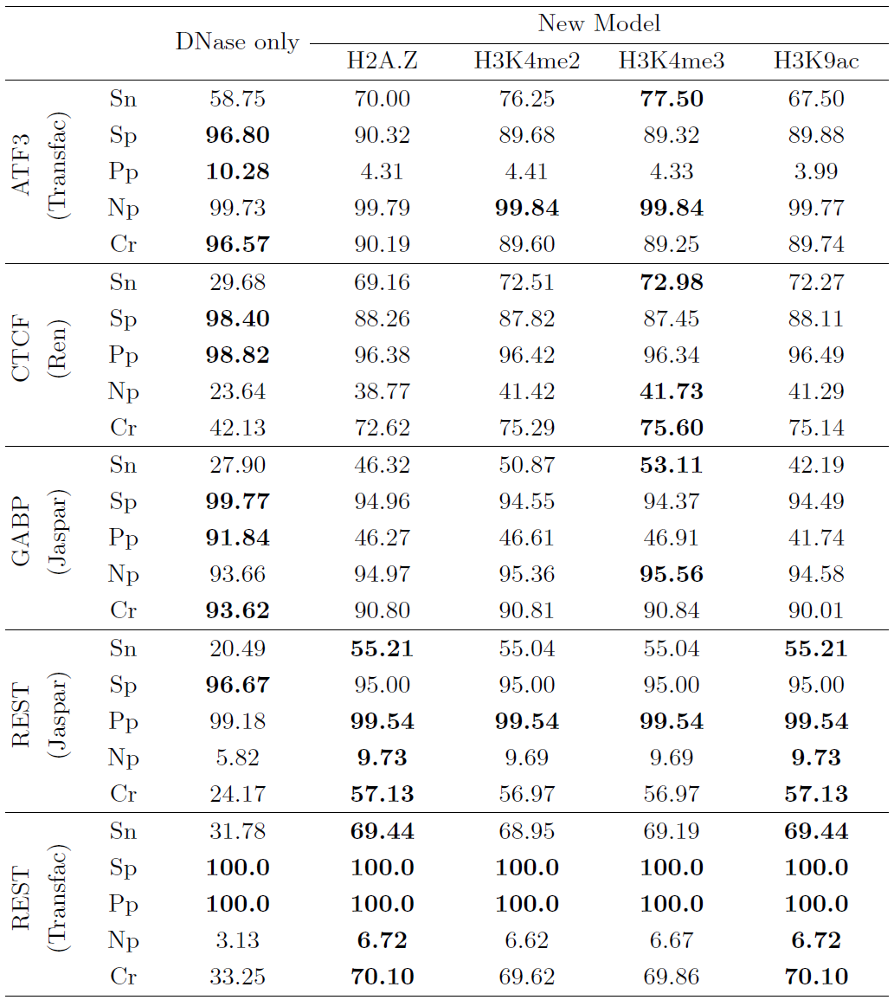 New Model
DNase only
H2A.Z H3K4me2 H3K4me3 H3K9ac
ATF3
(Transfac)
Sn 58.75 70.00 76.25 77.50 67.50
Sp 96.80 90.32 89.68 89.32 89.88
Pp 10.28 4.31 4.41 4.33 3.99
Np 99.73 99.79 99.84 99.84 99.77
Cr 96.57 90.19 89.60 89.25 89.74
CTCF
(Ren)
Sn 29.68 69.16 72.51 72.98 72.27
Sp 98.40 88.26 87.82 87.45 88.11
Pp 98.82 96.38 96.42 96.34 96.49
Np 23.64 38.77 41.42 41.73 41.29
Cr 42.13 72.62 75.29 75.60 75.14
GABP
(Jaspar)
Sn 27.90 46.32 50.87 53.11 42.19
Sp 99.77 94.96 94.55 94.37 94.49
Pp 91.84 46.27 46.61 46.91 41.74
Np 93.66 94.97 95.36 95.56 94.58
Cr 93.62 90.80 90.81 90.84 90.01
REST
(Jaspar)
Sn 20.49 55.21 55.04 55.04 55.21
Sp 96.67 95.00 95.00 95.00 95.00
Pp 99.18 99.54 99.54 99.54 99.54
Np 5.82 9.73 9.69 9.69 9.73
Cr 24.17 57.13 56.97 56.97 57.13
REST
(Transfac)
Sn 31.78 69.44 68.95 69.19 69.44
Sp 100.0 100.0 100.0 100.0 100.0
Pp 100.0 100.0 100.0 100.0 100.0
Np 3.13 6.72 6.62 6.67 6.72
Cr 33.25 70.10 69.62 69.86 70.10